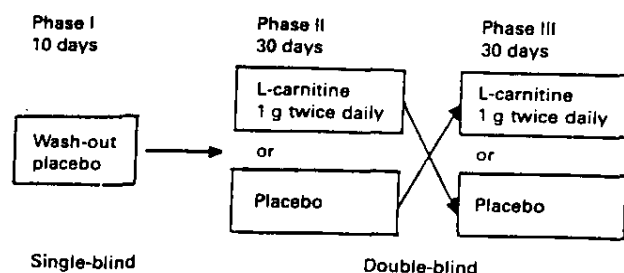 Phase I
10 days
Phase II
30 days
Phase III
30 days
Wash-out
placebo
L-carnitine
1 g twice daily
or
Placebo
L-carnitine
1 g twice daily
or
Placebo
Single-blind
Double-blind